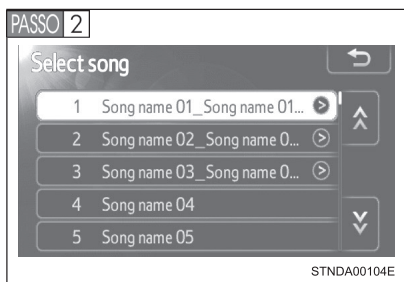 PASSO 2
Select song
1 Song name 01_Song name 01...
2 Song name 02_Song name 0...
3 Song name 03_Song name 0...
4 Song name 04
5 Song name 05
STNDA00104E